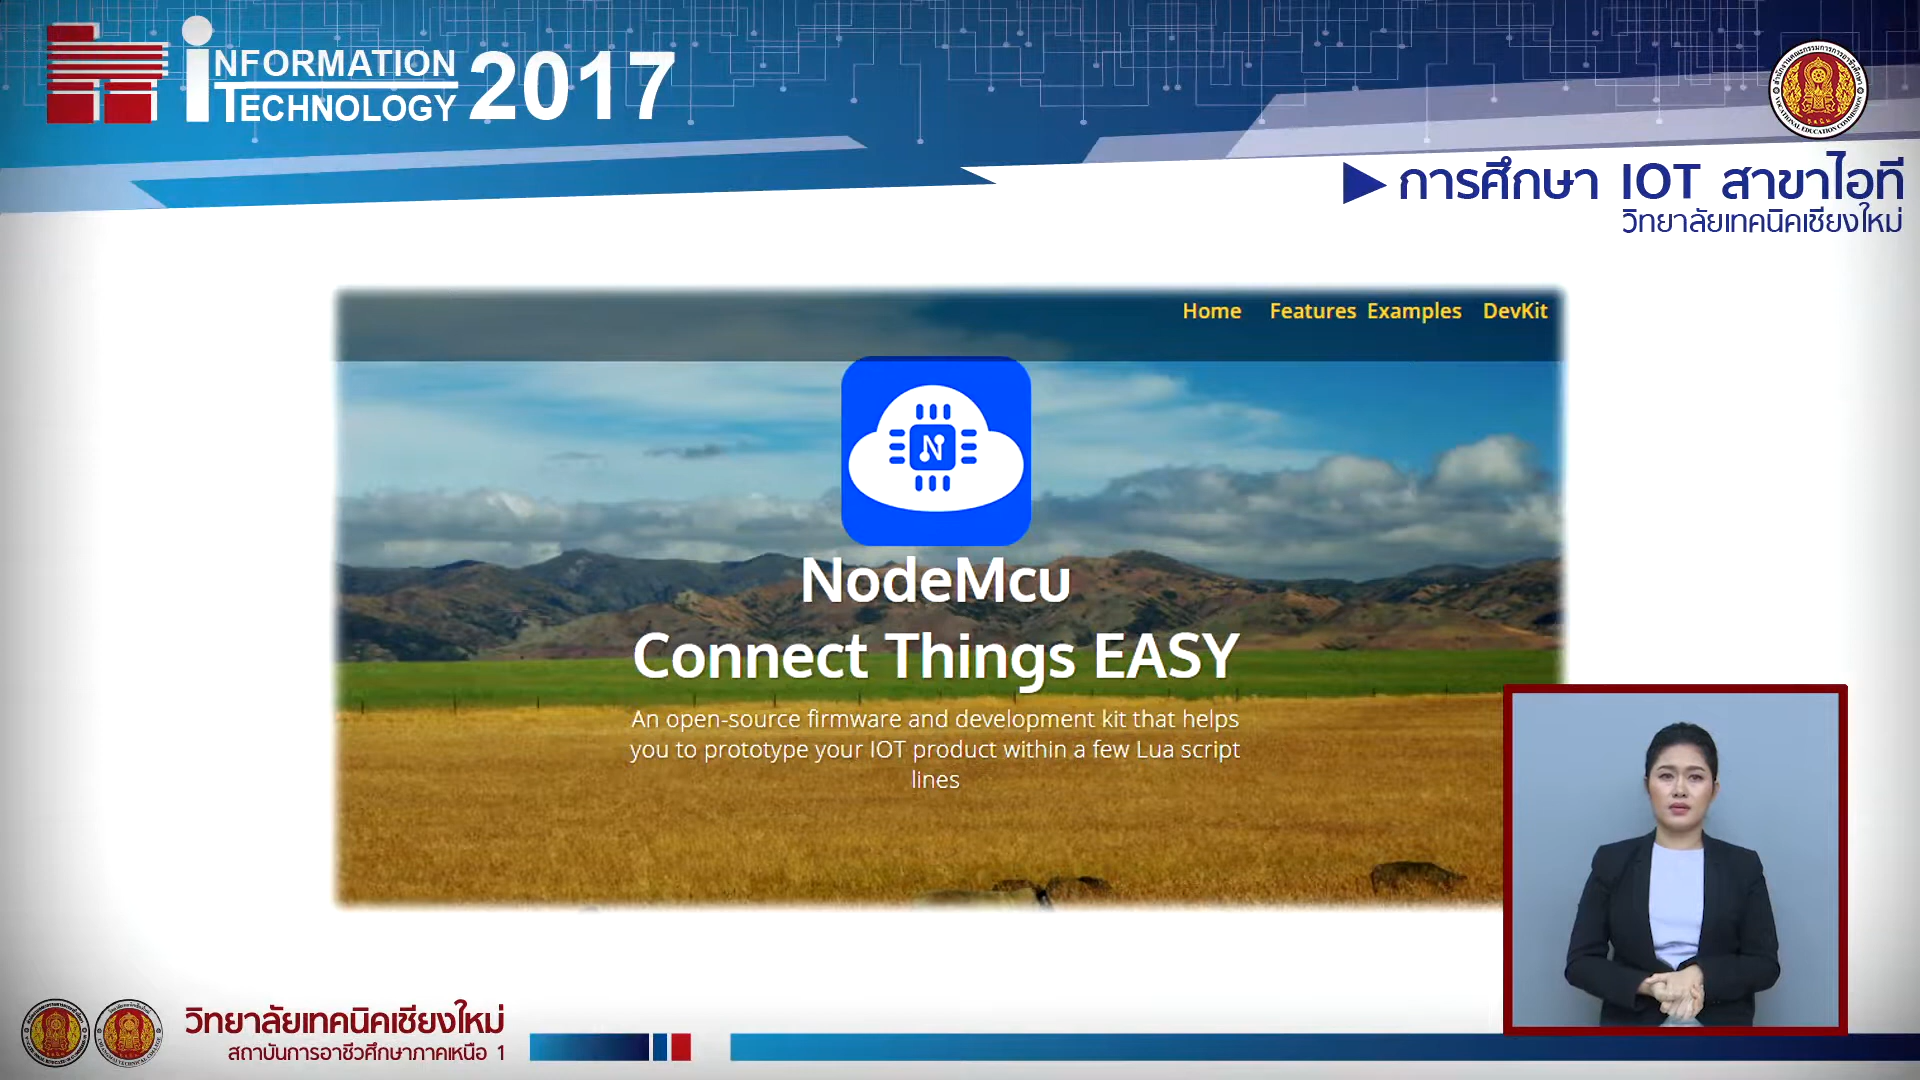 INFORMATION
TECHNOLOGY 2017
VOCATIONAL EDUCATION COMMISSION
การศึกษา IOT สาขาไอที
วิทยาลัยเทคนิคเชียงใหม่
Home Features Examples DevKit
N
NodeMcu
Connect Things EASY
An open-source firmware and development kit that helps
you to prototype your IOT product within a few Lua script
lines
วิทยาลัยเทคนิคเชียงใหม่
สถาบันการอาชีวศึกษาภาคเหนือ 1